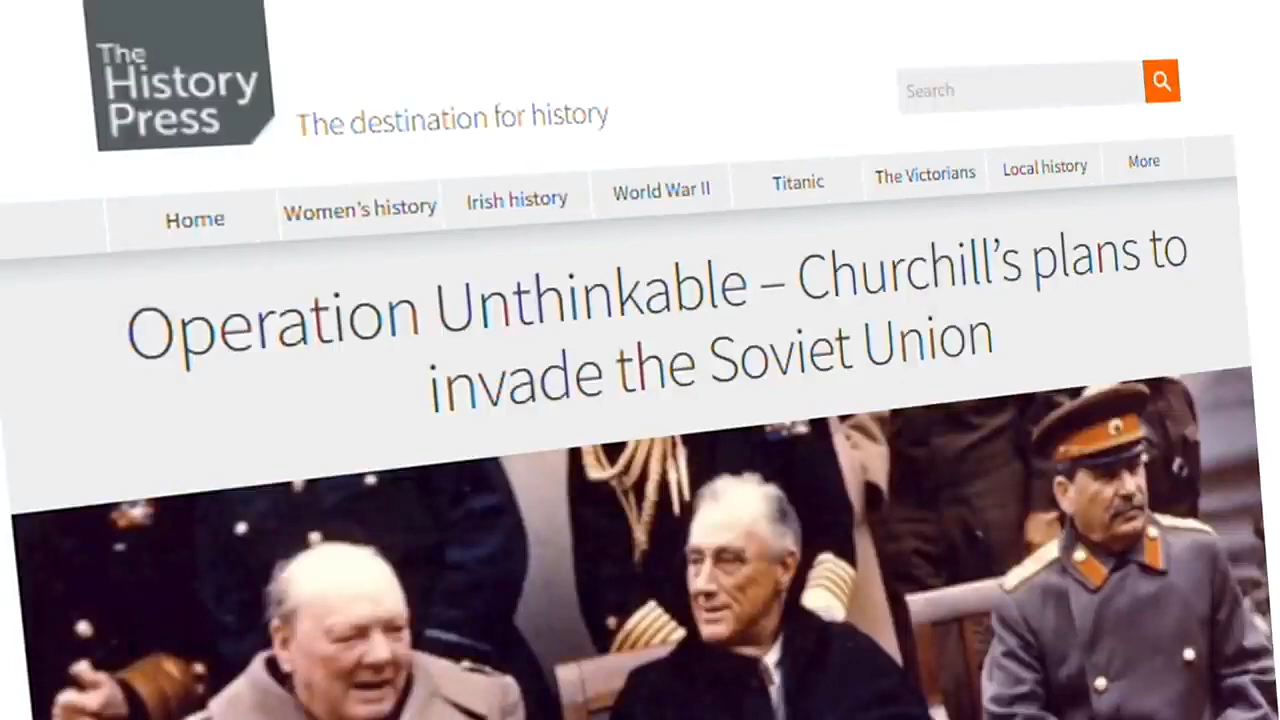 The
History
Press
The destination for history
Search
Home
Women's history
Irish history
World War II
Titanic
The Victorians
Local history
More
Operation Unthinkable – Churchill's plans to
invade the Soviet Union